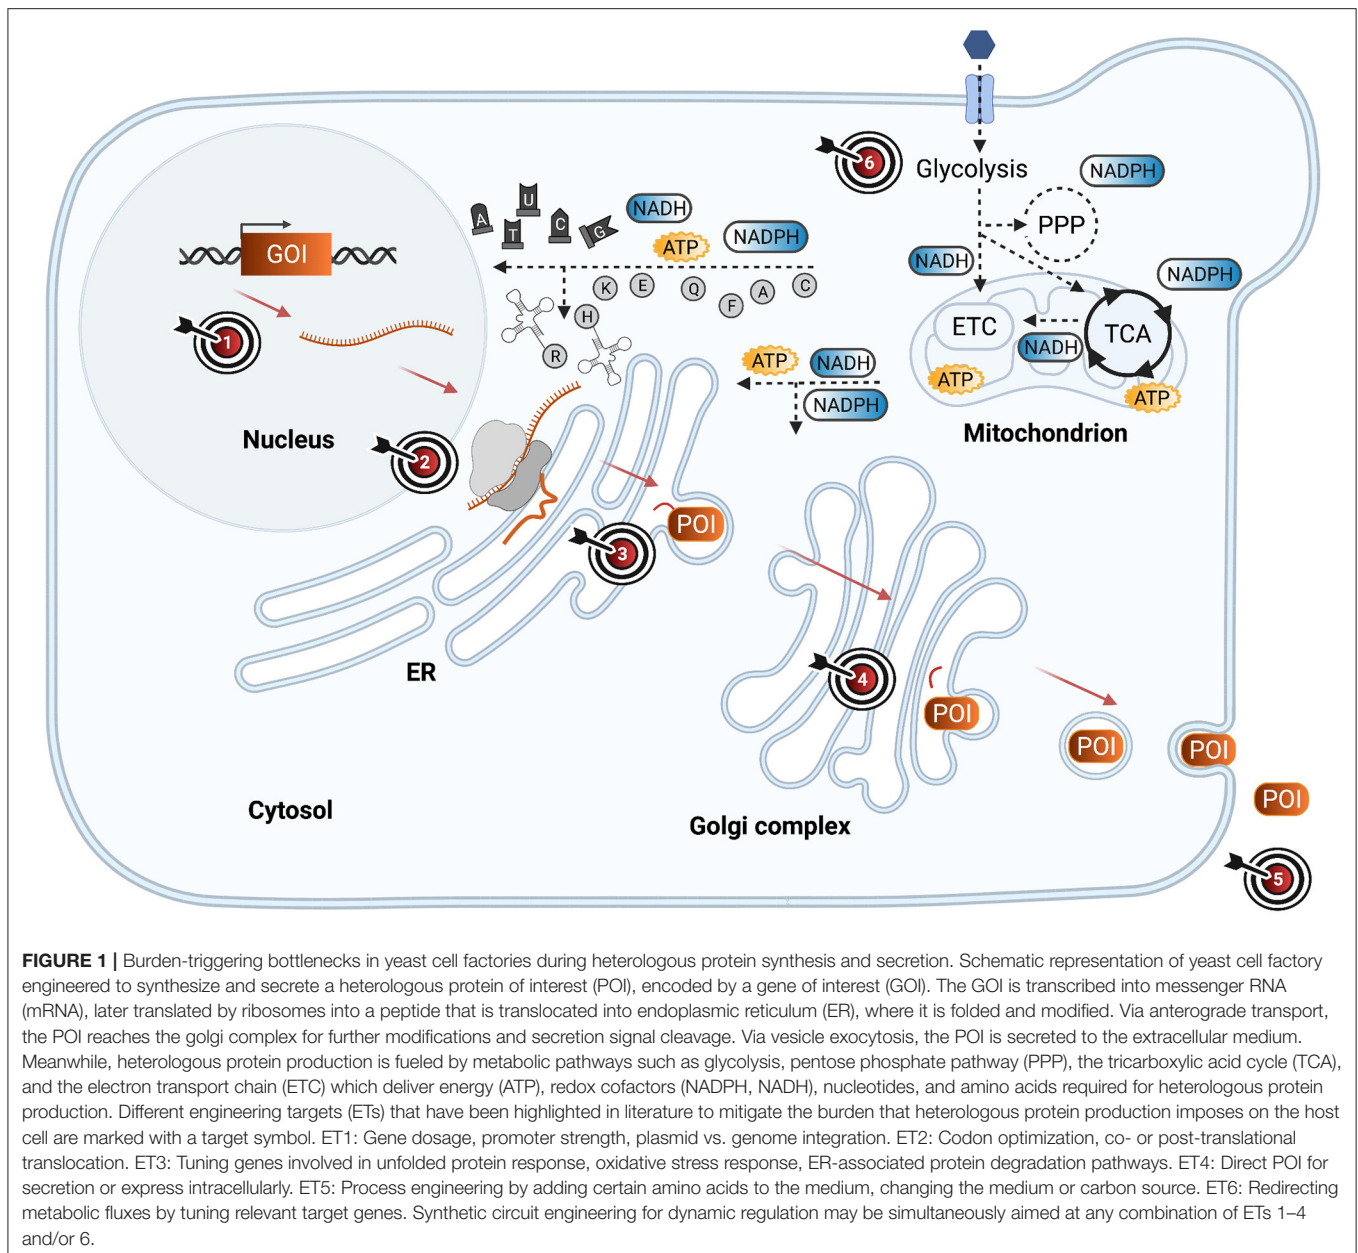 6
Glycolysis
NADPH
PPP
NADH
NADPH
ETC
TCA
NADH
ATP
ATP
Mitochondrion
A
U
T
C
G
NADH
ATP
NADPH
K
E
Q
F
A
C
H
R
GOI
1
Nucleus
2
ATP
NADH
NADPH
3
POI
ER
4
POI
POI
POI
POI
5
Cytosol
Golgi complex
FIGURE 1 | Burden-triggering bottlenecks in yeast cell factories during heterologous protein synthesis and secretion. Schematic representation of yeast cell factory
engineered to synthesize and secrete a heterologous protein of interest (POI), encoded by a gene of interest (GOI). The GOI is transcribed into messenger RNA
(mRNA), later translated by ribosomes into a peptide that is translocated into endoplasmic reticulum (ER), where it is folded and modified. Via anterograde transport,
the POI reaches the golgi complex for further modifications and secretion signal cleavage. Via vesicle exocytosis, the POI is secreted to the extracellular medium.
Meanwhile, heterologous protein production is fueled by metabolic pathways such as glycolysis, pentose phosphate pathway (PPP), the tricarboxylic acid cycle (TCA),
and the electron transport chain (ETC) which deliver energy (ATP), redox cofactors (NADPH, NADH), nucleotides, and amino acids required for heterologous protein
production. Different engineering targets (ETs) that have been highlighted in literature to mitigate the burden that heterologous protein production imposes on the host
cell are marked with a target symbol. ET1: Gene dosage, promoter strength, plasmid vs. genome integration. ET2: Codon optimization, co- or post-translational
translocation. ET3: Tuning genes involved in unfolded protein response, oxidative stress response, ER-associated protein degradation pathways. ET4: Direct POI for
secretion or express intracellularly. ET5: Process engineering by adding certain amino acids to the medium, changing the medium or carbon source. ET6: Redirecting
metabolic fluxes by tuning relevant target genes. Synthetic circuit engineering for dynamic regulation may be simultaneously aimed at any combination of ETs 1–4
and/or 6.